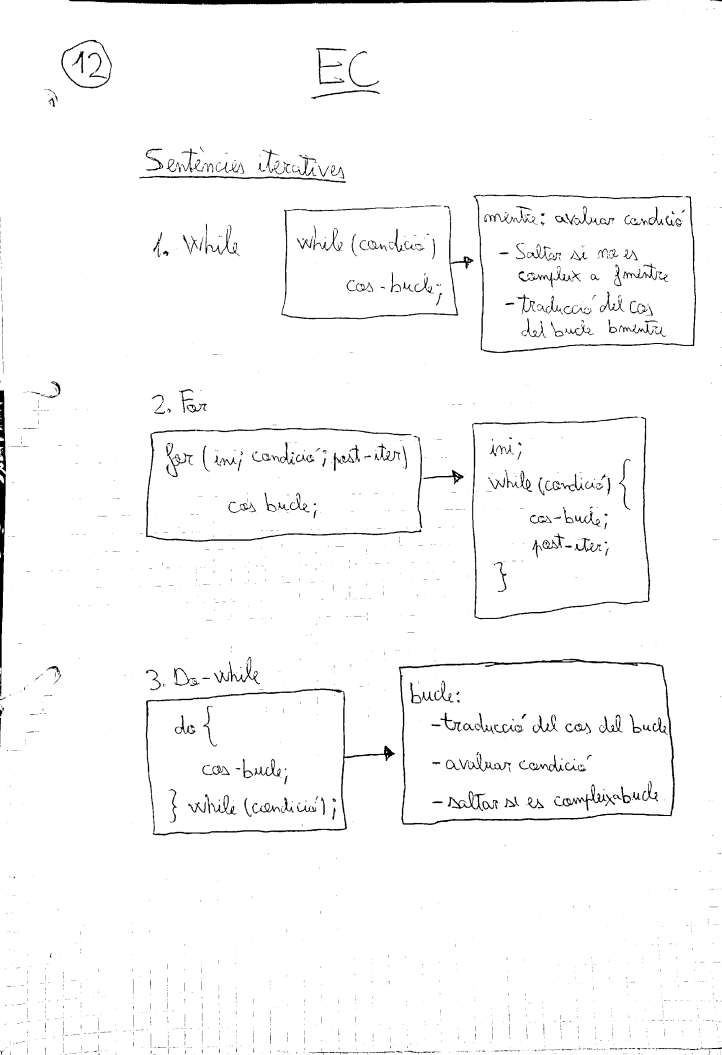 12
EC
Sentències iteratives
1. While
while (condició)
cos-bucle;
mentre: avaluar condició
- Saltar si no es
compleix a fmentre
- traducció del cos
del bucle bmentre
2. For
for (ini; condició; post-iter)
cos bucle;
ini;
while (condició) {
cos-bucle;
post-iter;
}
3. Do-while
do {
cos-bucle;
} while (condició);
bucle:
- traducció del cos del bucle
- avaluar condició
- saltar si es compleix a bucle